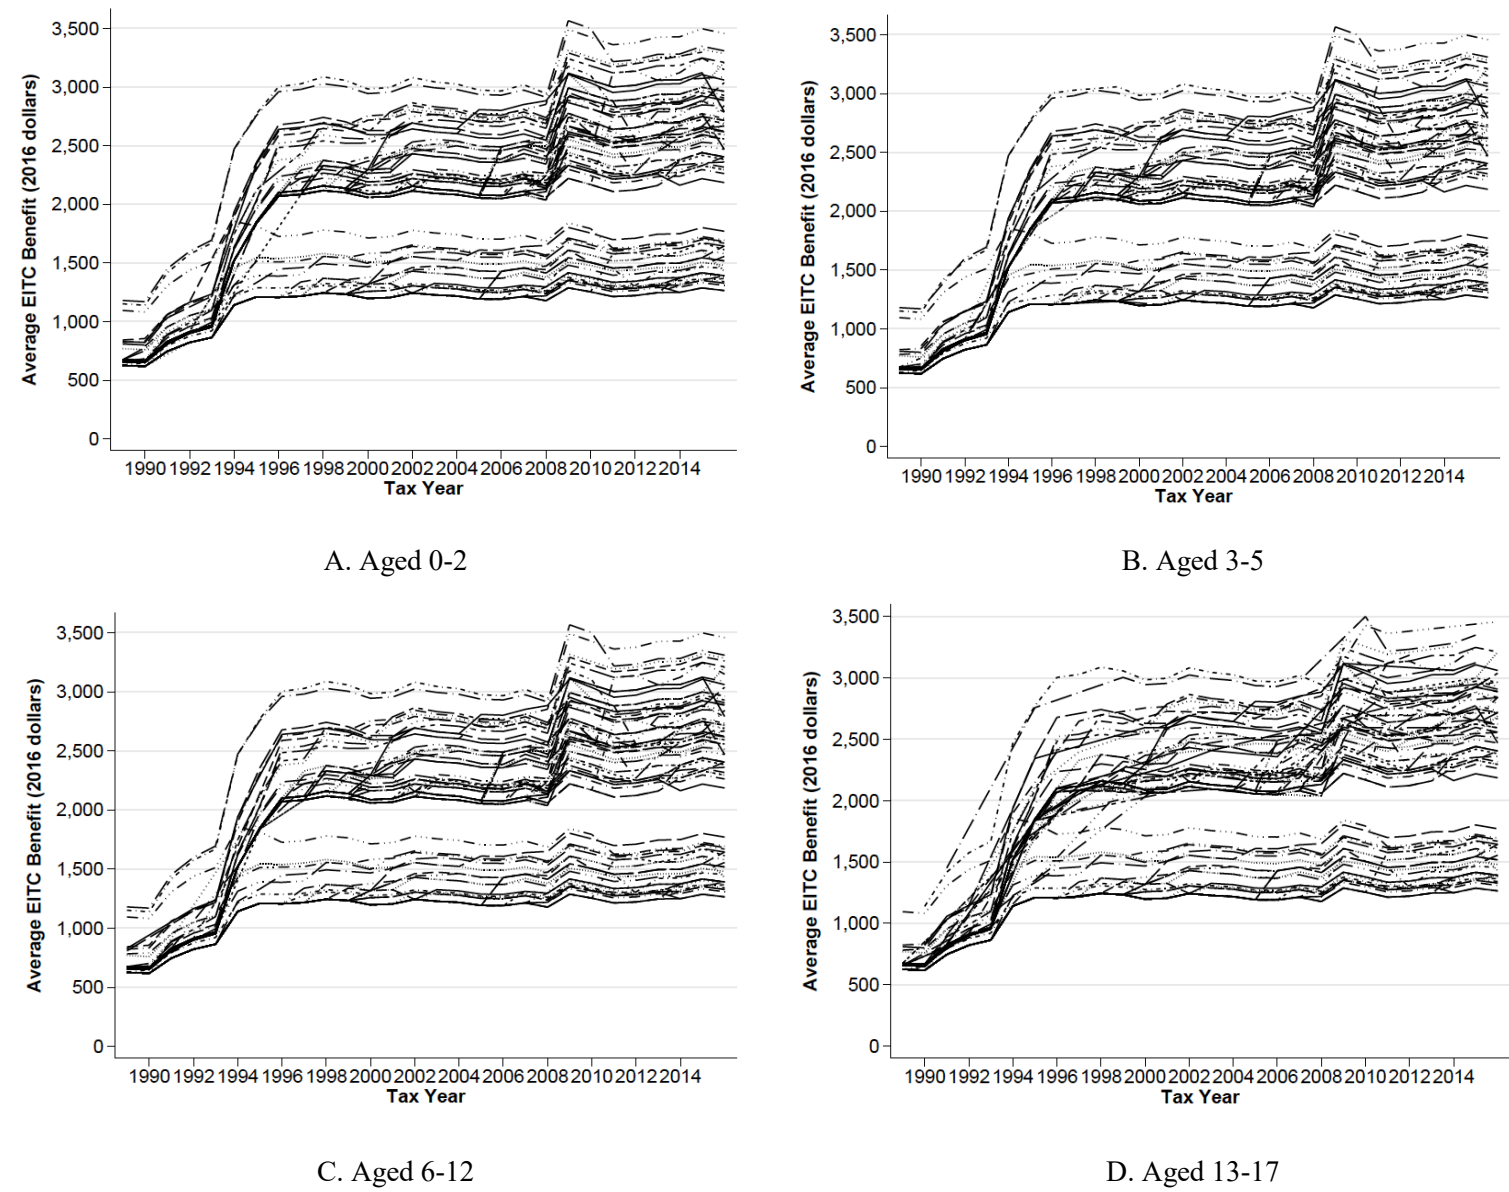 Average EITC Benefit (2016 dollars)
3,500
3,000
2,500
2,000
1,500
1,000
500
0
1990 1992 1994 1996 1998 2000 2002 2004 2006 2008 2010 2012 2014
Tax Year
A. Aged 0-2
Average EITC Benefit (2016 dollars)
3,500
3,000
2,500
2,000
1,500
1,000
500
0
1990 1992 1994 1996 1998 2000 2002 2004 2006 2008 2010 2012 2014
Tax Year
B. Aged 3-5
Average EITC Benefit (2016 dollars)
3,500
3,000
2,500
2,000
1,500
1,000
500
0
1990 1992 1994 1996 1998 2000 2002 2004 2006 2008 2010 2012 2014
Tax Year
C. Aged 6-12
Average EITC Benefit (2016 dollars)
3,500
3,000
2,500
2,000
1,500
1,000
500
0
1990 1992 1994 1996 1998 2000 2002 2004 2006 2008 2010 2012 2014
Tax Year
D. Aged 13-17